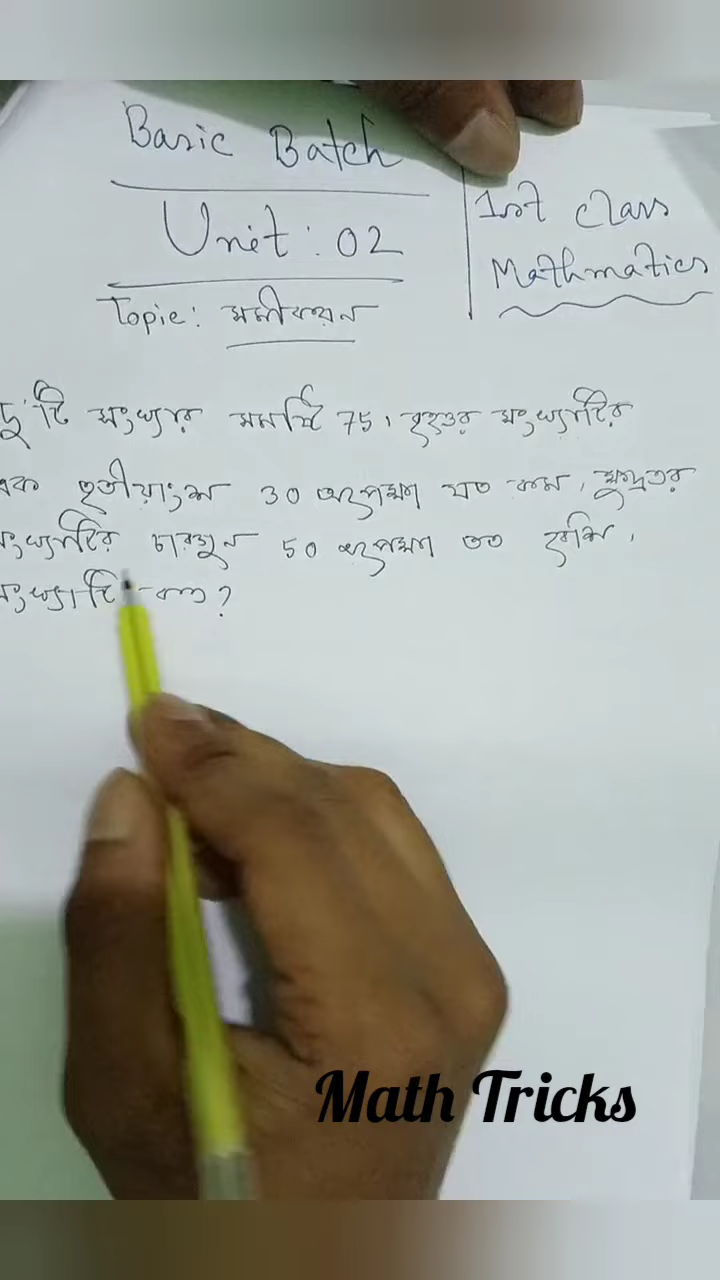 Basic Batch
Unit : 02
1st class
Mathmatics
Topic: সমীকরন
দু'টি সংখ্যার সমষ্টি 75। বৃহত্তর সংখ্যাটির
এক তৃতীয়াংশ 30 অপেক্ষা যত কম, ক্ষুদ্রতর
সংখ্যাটির চারগুন 50 অপেক্ষা তত বেশি।
সংখ্যাটি কত?
Math Tricks